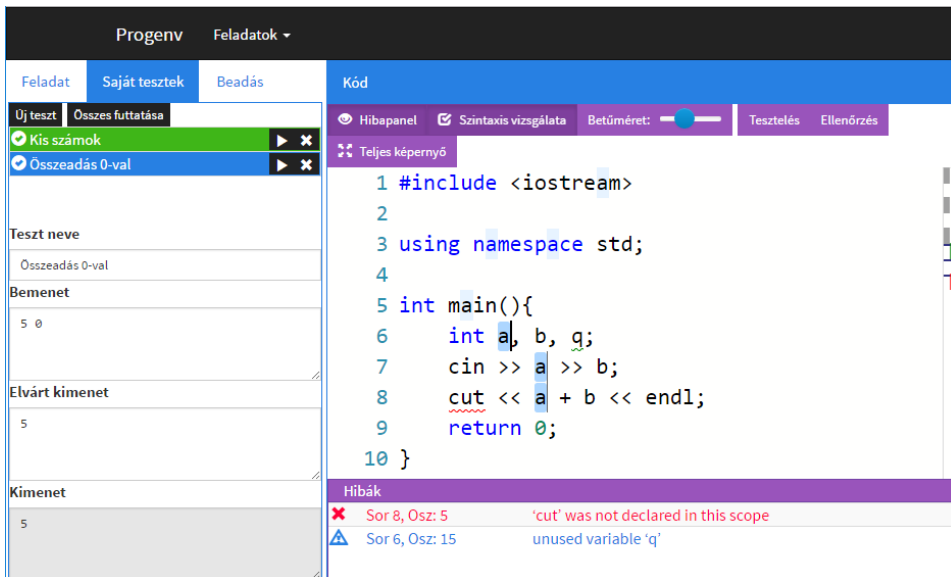 Progenv Feladatok
Feladat Saját tesztek Beadás
Új teszt Összes futtatása
Kis számok
Összeadás 0-val
Teszt neve
Összeadás 0-val
Bemenet
5 0
Elvárt kimenet
5
Kimenet
5
Kód
Hibapanel Szintaxis vizsgálata Betűméret: Tesztelés Ellenőrzés
Teljes képernyő
1 #include <iostream>
2
3 using namespace std;
4
5 int main(){
6 int a, b, q;
7 cin >> a >> b;
8 cut << a + b << endl;
9 return 0;
10 }
Hibák
Sor 8, Osz: 5 ‘cut’ was not declared in this scope
Sor 6, Osz: 15 unused variable ‘q’